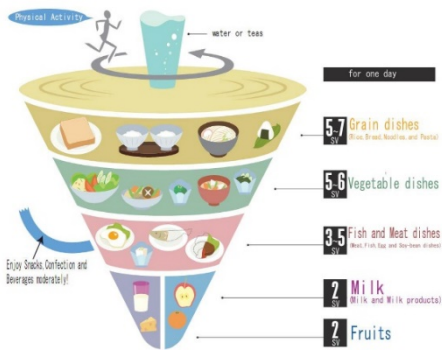 Physical Activity
water or teas
for one day
5~7 SV
Grain dishes
(Rice, Bread, Noodles, and Pasta)
5~6 SV
Vegetable dishes
3~5 SV
Fish and Meat dishes
(Meat, Fish, Egg and Soy-bean dishes)
Enjoy Snacks, Confection and
Beverages moderately!
2 SV
Milk
(Milk and Milk products)
2 SV
Fruits